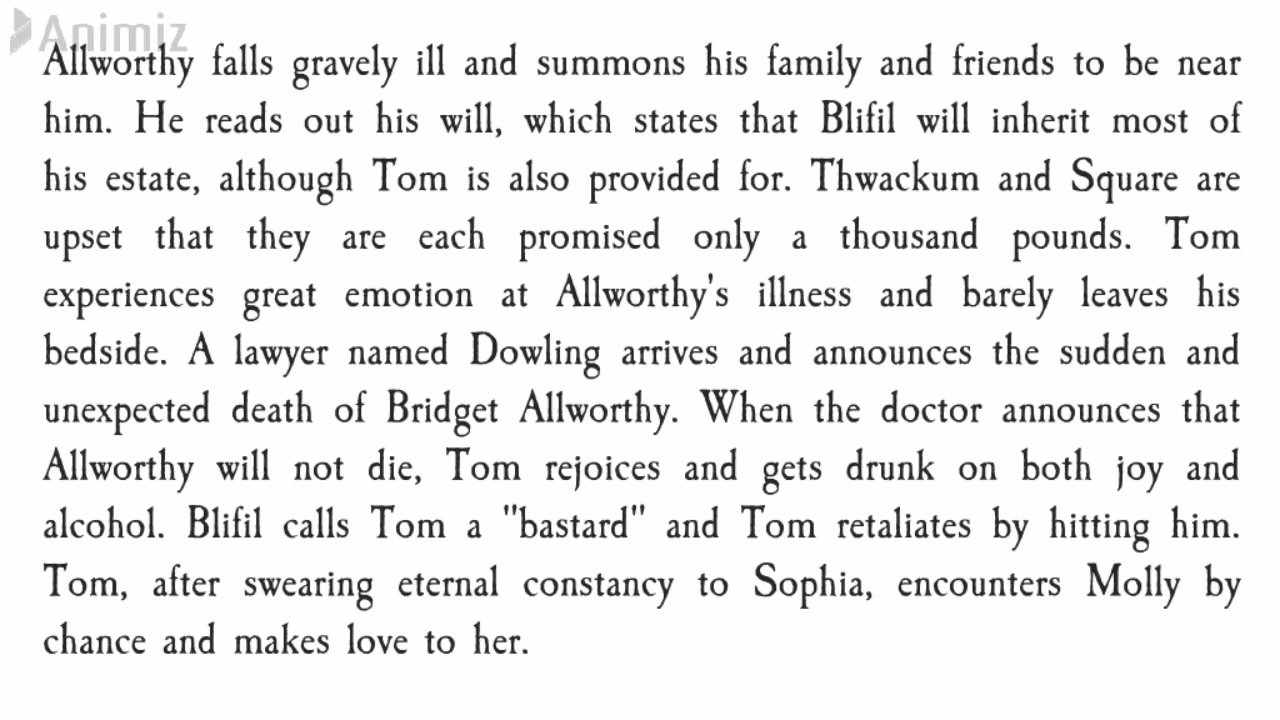 Animiz
Allworthy falls gravely ill and summons his family and friends to be near
him. He reads out his will, which states that Blifil will inherit most of
his estate, although Tom is also provided for. Thwackum and Square are
upset that they are each promised only a thousand pounds. Tom
experiences great emotion at Allworthy's illness and barely leaves his
bedside. A lawyer named Dowling arrives and announces the sudden and
unexpected death of Bridget Allworthy. When the doctor announces that
Allworthy will not die, Tom rejoices and gets drunk on both joy and
alcohol. Blifil calls Tom a "bastard" and Tom retaliates by hitting him.
Tom, after swearing eternal constancy to Sophia, encounters Molly by
chance and makes love to her.